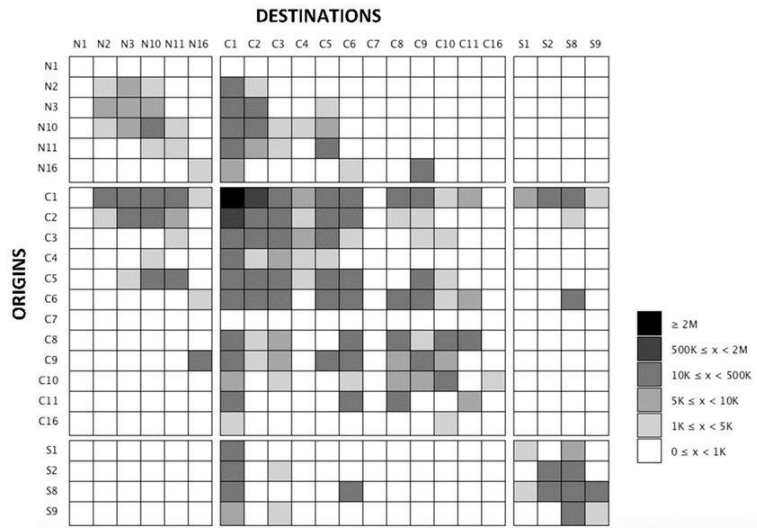 DESTINATIONS
N1 N2 N3 N10 N11 N16 C1 C2 C3 C4 C5 C6 C7 C8 C9 C10 C11 C16 S1 S2 S8 S9
N1
N2
N3
N10
N11
N16
C1
C2
C3
C4
C5
C6
C7
C8
C9
C10
C11
C16
S1
S2
S8
S9
ORIGINS
≥ 2M
500K ≤ x < 2M
10K ≤ x < 500K
5K ≤ x < 10K
1K ≤ x < 5K
0 ≤ x < 1K